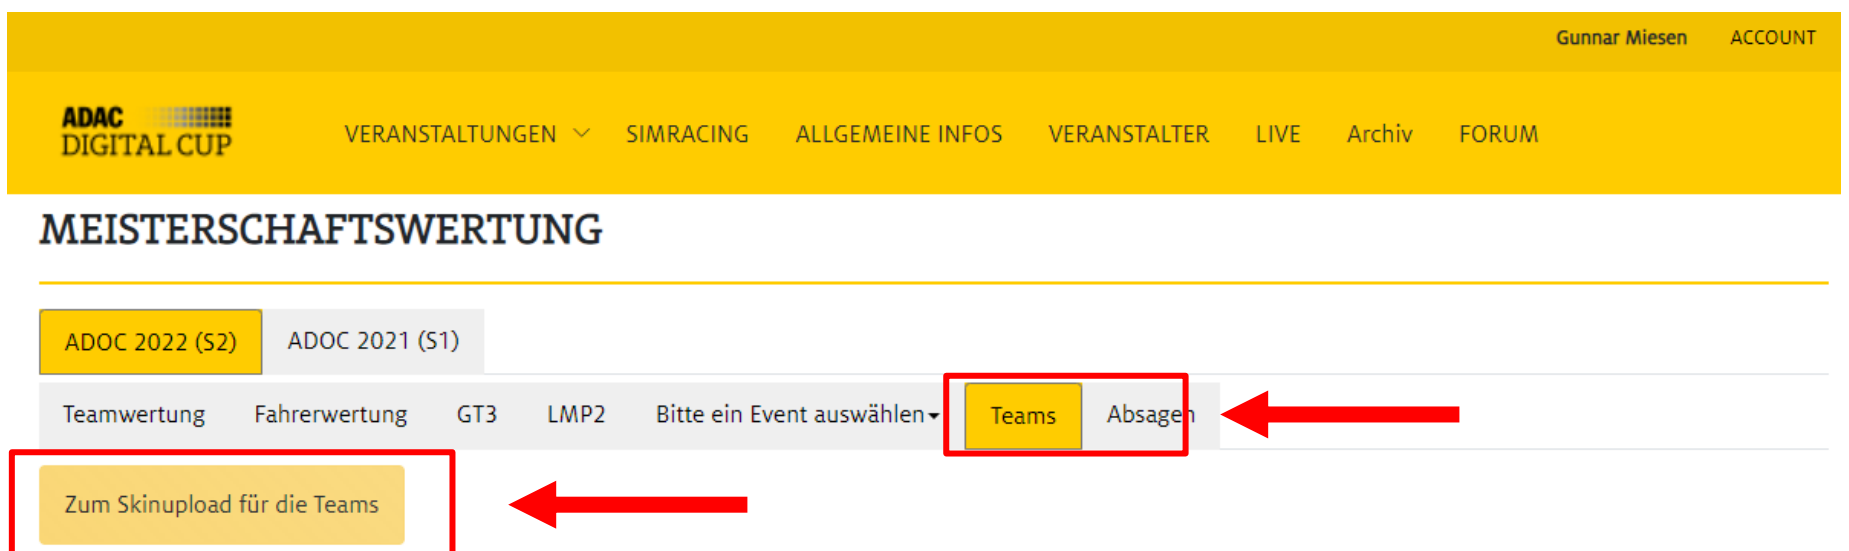 Gunnar Miesen ACCOUNT
ADAC
DIGITAL CUP
VERANSTALTUNGEN SIMRACING ALLGEMEINE INFOS VERANSTALTER LIVE Archiv FORUM
MEISTERSCHAFTSWERTUNG
ADOC 2022 (S2) ADOC 2021 (S1)
Teamwertung Fahrerwertung GT3 LMP2 Bitte ein Event auswählen Teams Absagen
Zum Skinupload für die Teams